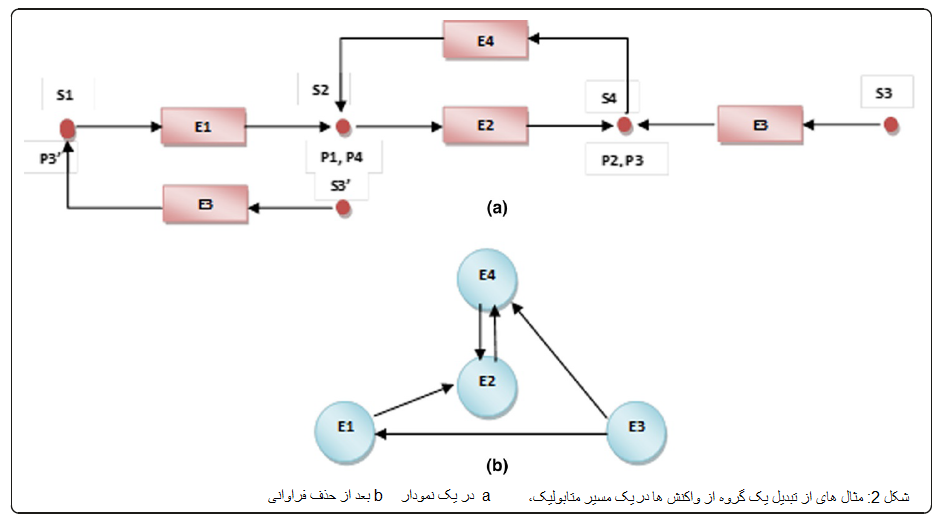 E4
S1
S2
S4
S3
E1
E2
E3
P3′
P1, P4
P2, P3
S3′
E3
(a)
E4
E2
E1
E3
(b)
شکل 2: مثال های از تبدیل یک گروه از واکنش ها در یک مسیر متابولیک، a در یک نمودار b بعد از حذف فراوانی